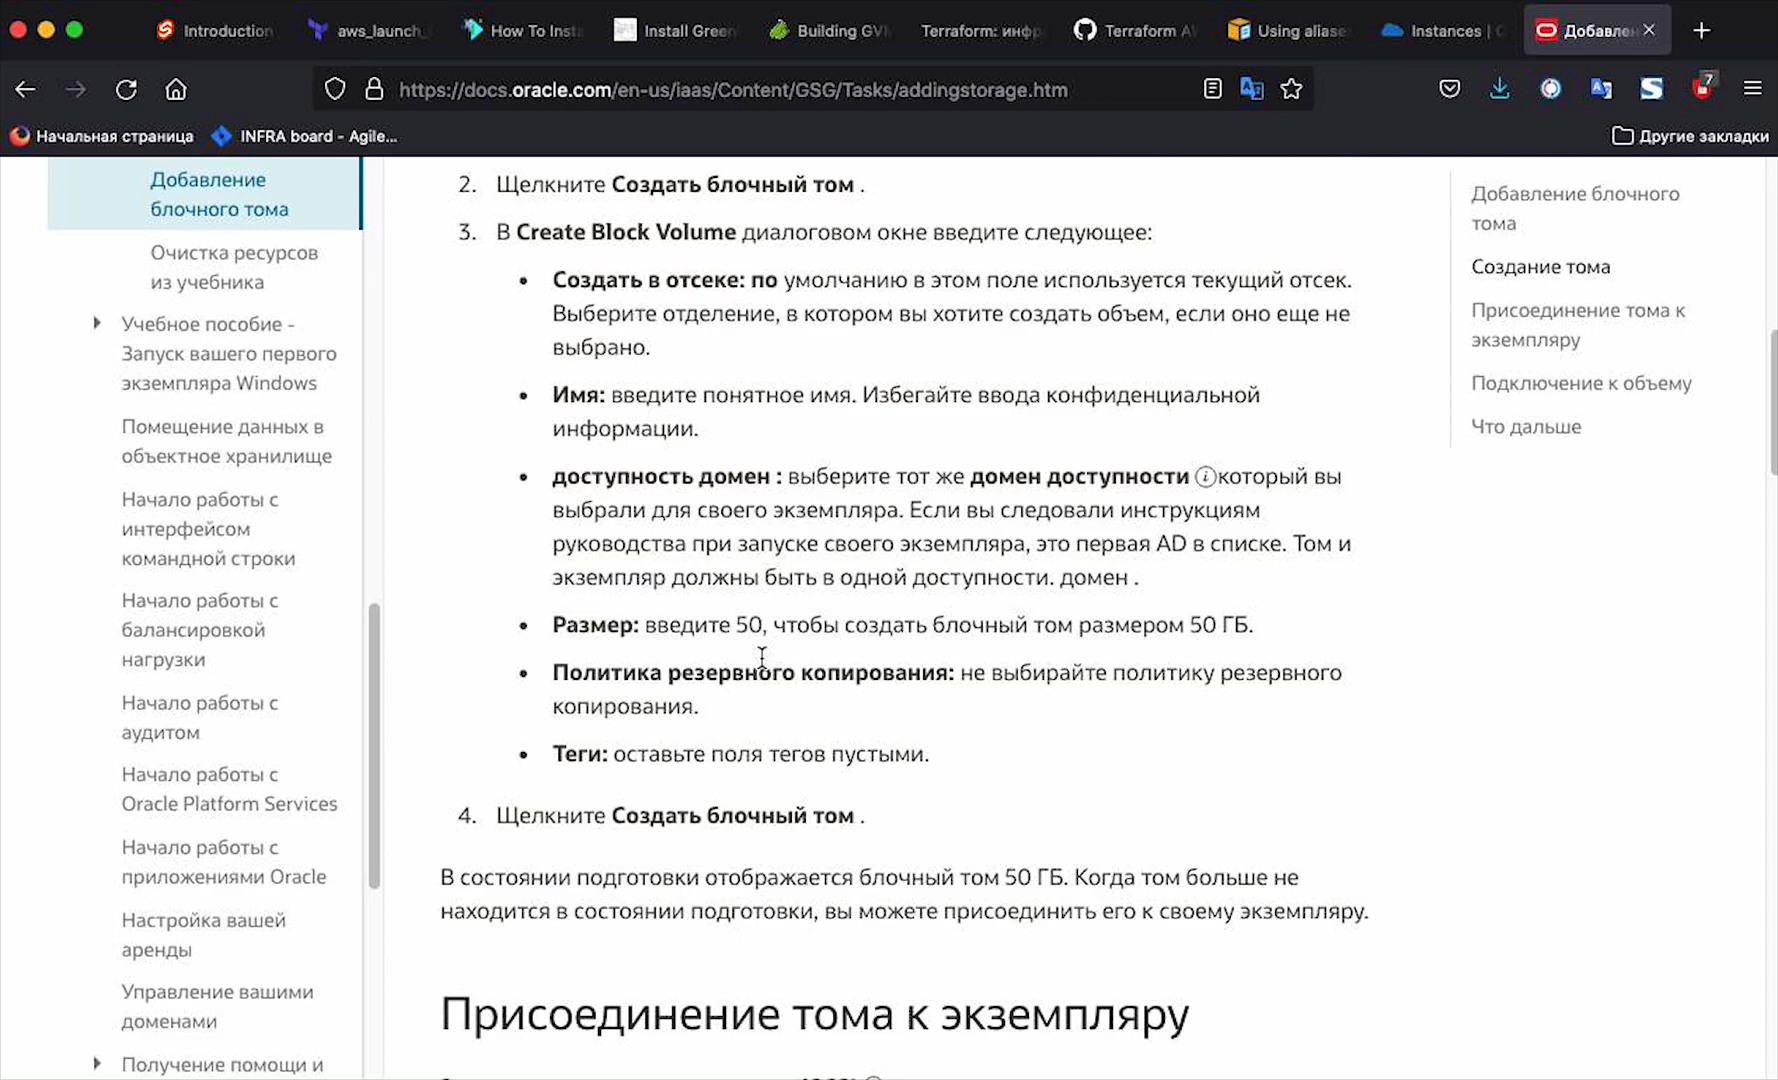 Introduction
aws_launch_
How To Inst
Install Green
Building GVM
Terraform: инфр
Terraform AW
Using aliases
Instances | C
Добавлен
https://docs.oracle.com/en-us/iaas/Content/GSG/Tasks/addingstorage.htm
7
Начальная страница
INFRA board - Agile...
Другие закладки
Добавление
блочного тома
Очистка ресурсов
из учебника
Учебное пособие -
Запуск вашего первого
экземпляра Windows
Помещение данных в
объектное хранилище
Начало работы с
интерфейсом
командной строки
Начало работы с
балансировкой
нагрузки
Начало работы с
аудитом
Начало работы с
Oracle Platform Services
Начало работы с
приложениями Oracle
Настройка вашей
аренды
Управление вашими
доменами
Получение помощи и
2. Щелкните Создать блочный том .
3. В Create Block Volume диалоговом окне введите следующее:
• Создать в отсеке: по умолчанию в этом поле используется текущий отсек.
Выберите отделение, в котором вы хотите создать объем, если оно еще не
выбрано.
• Имя: введите понятное имя. Избегайте ввода конфиденциальной
информации.
• доступность домен : выберите тот же домен доступности который вы
выбрали для своего экземпляра. Если вы следовали инструкциям
руководства при запуске своего экземпляра, это первая AD в списке. Том и
экземпляр должны быть в одной доступности. домен .
• Размер: введите 50, чтобы создать блочный том размером 50 ГБ.
• Политика резервного копирования: не выбирайте политику резервного
копирования.
• Теги: оставьте поля тегов пустыми.
4. Щелкните Создать блочный том .
В состоянии подготовки отображается блочный том 50 ГБ. Когда том больше не
находится в состоянии подготовки, вы можете присоединить его к своему экземпляру.
Присоединение тома к экземпляру
Добавление блочного
тома
Создание тома
Присоединение тома к
экземпляру
Подключение к объему
Что дальше